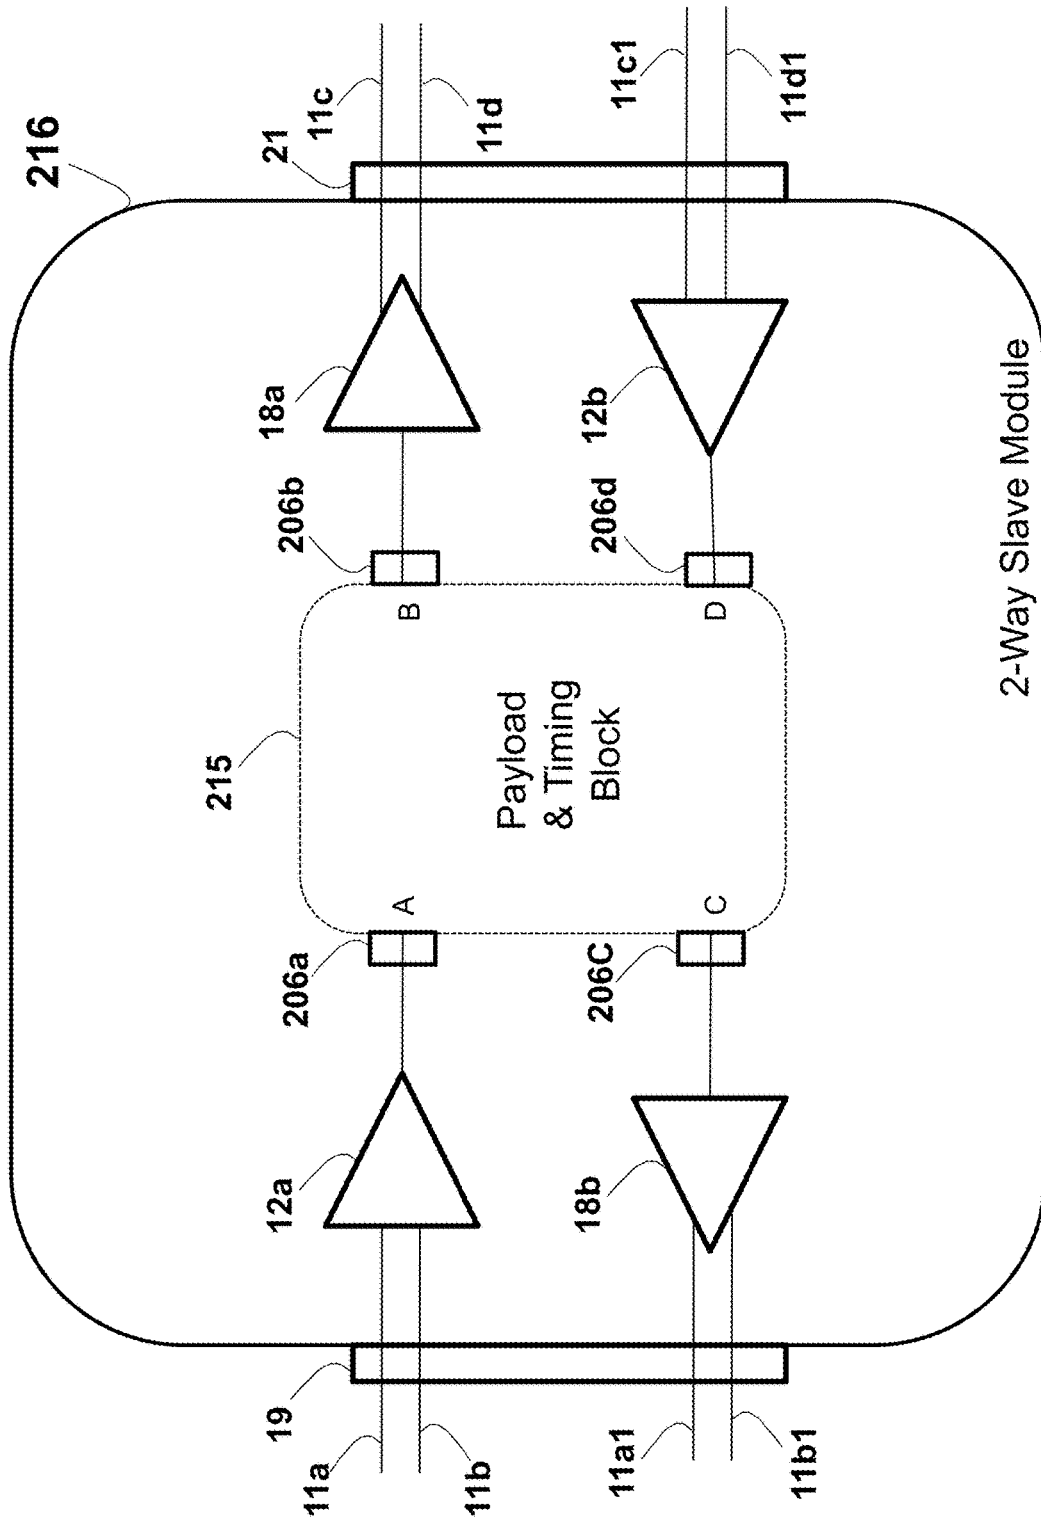 216
21
11c
11d
11c1
11d1
18a
12b
206b
206d
215
B
D
Payload
& Timing
Block
A
C
206a
206C
12a
18b
19
11a
11b
11a1
11b1
2-Way Slave Module